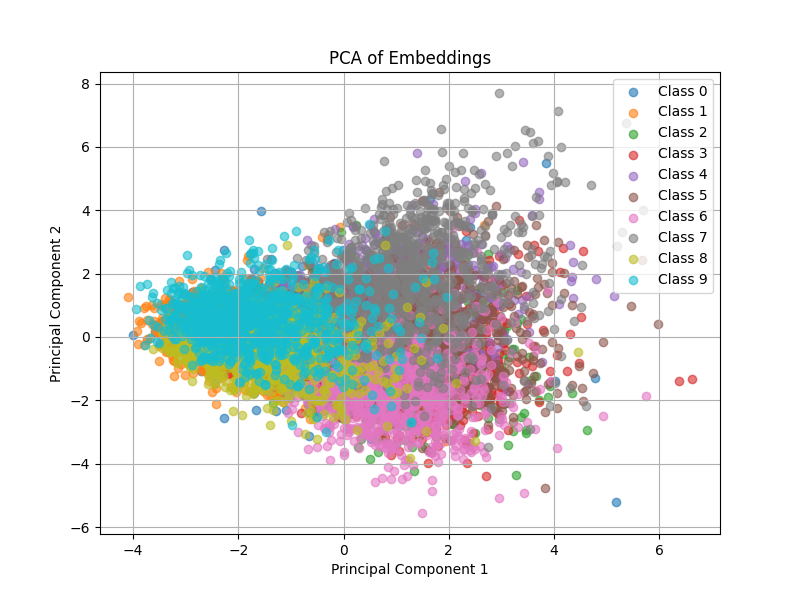 PCA of Embeddings
Principal Component 2
8
6
4
2
0
−2
−4
−6
−4
−2
0
2
4
6
Principal Component 1
Class 0
Class 1
Class 2
Class 3
Class 4
Class 5
Class 6
Class 7
Class 8
Class 9